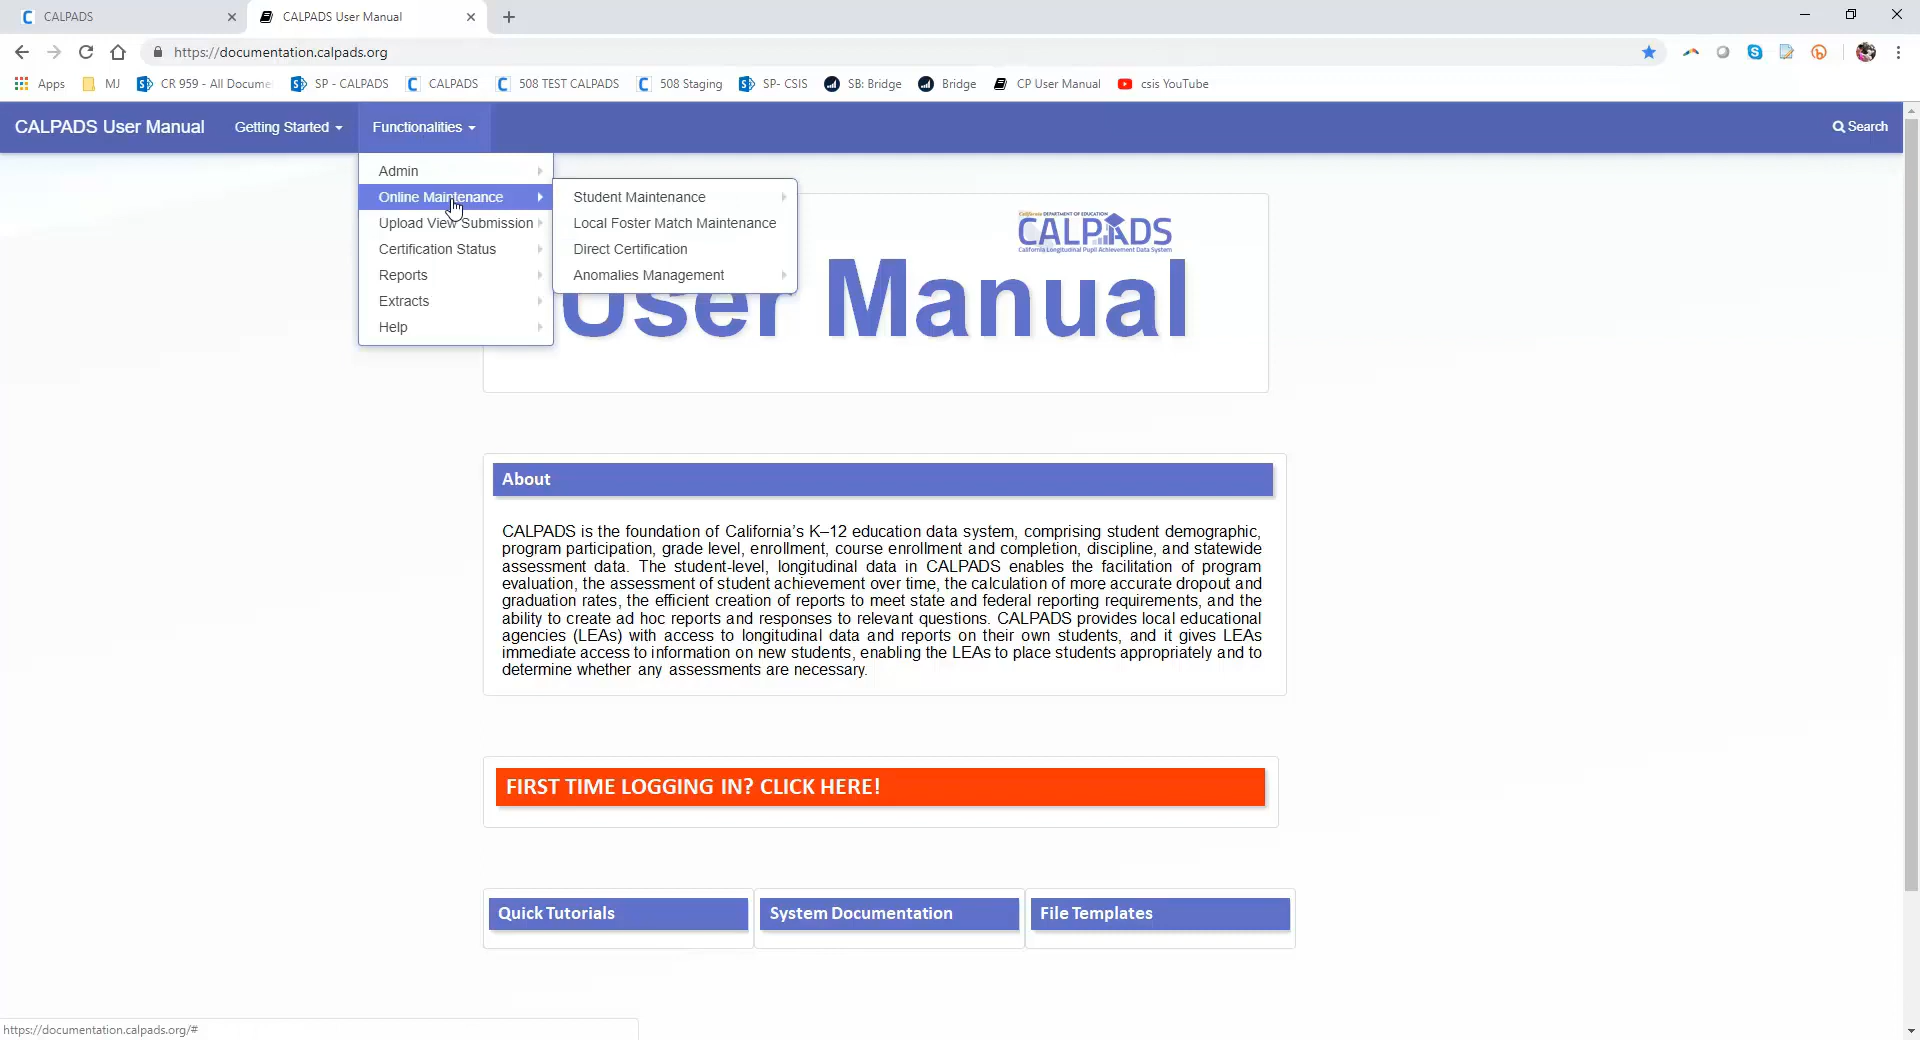 CALPADS
CALPADS User Manual
https://documentation.calpads.org
Apps
MJ
CR 959 - All Docume
SP - CALPADS
CALPADS
508 TEST CALPADS
508 Staging
SP- CSIS
SB: Bridge
Bridge
CP User Manual
csis YouTube
CALPADS User Manual
Getting Started
Functionalities
Search
Admin
Online Maintenance
Upload View Submission
Certification Status
Reports
Extracts
Help
Student Maintenance
Local Foster Match Maintenance
Direct Certification
Anomalies Management
California DEPARTMENT OF EDUCATION
CALPADS
California Longitudinal Pupil Achievement Data System
User Manual
About
CALPADS is the foundation of California’s K–12 education data system, comprising student demographic,
program participation, grade level, enrollment, course enrollment and completion, discipline, and statewide
assessment data. The student-level, longitudinal data in CALPADS enables the facilitation of program
evaluation, the assessment of student achievement over time, the calculation of more accurate dropout and
graduation rates, the efficient creation of reports to meet state and federal reporting requirements, and the
ability to create ad hoc reports and responses to relevant questions. CALPADS provides local educational
agencies (LEAs) with access to longitudinal data and reports on their own students, and it gives LEAs
immediate access to information on new students, enabling the LEAs to place students appropriately and to
determine whether any assessments are necessary.
FIRST TIME LOGGING IN? CLICK HERE!
Quick Tutorials
System Documentation
File Templates
https://documentation.calpads.org/#